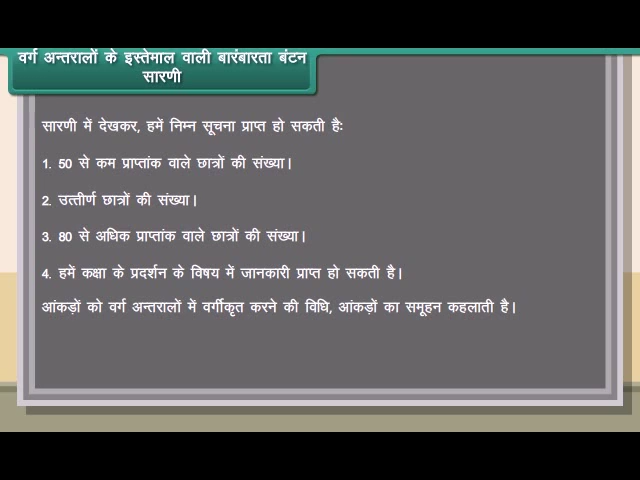 वर्ग अन्तरालों के इस्तेमाल वाली बारंबारता बंटन
सारणी
सारणी में देखकर, हमें निम्न सूचना प्राप्त हो सकती हैः
1. 50 से कम प्राप्तांक वाले छात्रों की संख्या।
2. उत्तीर्ण छात्रों की संख्या।
3. 80 से अधिक प्राप्तांक वाले छात्रों की संख्या।
4. हमें कक्षा के प्रदर्शन के विषय में जानकारी प्राप्त हो सकती है।
आंकड़ों को वर्ग अन्तरालों में वर्गीकृत करने की विधि, आंकड़ों का समूहन कहलाती है।